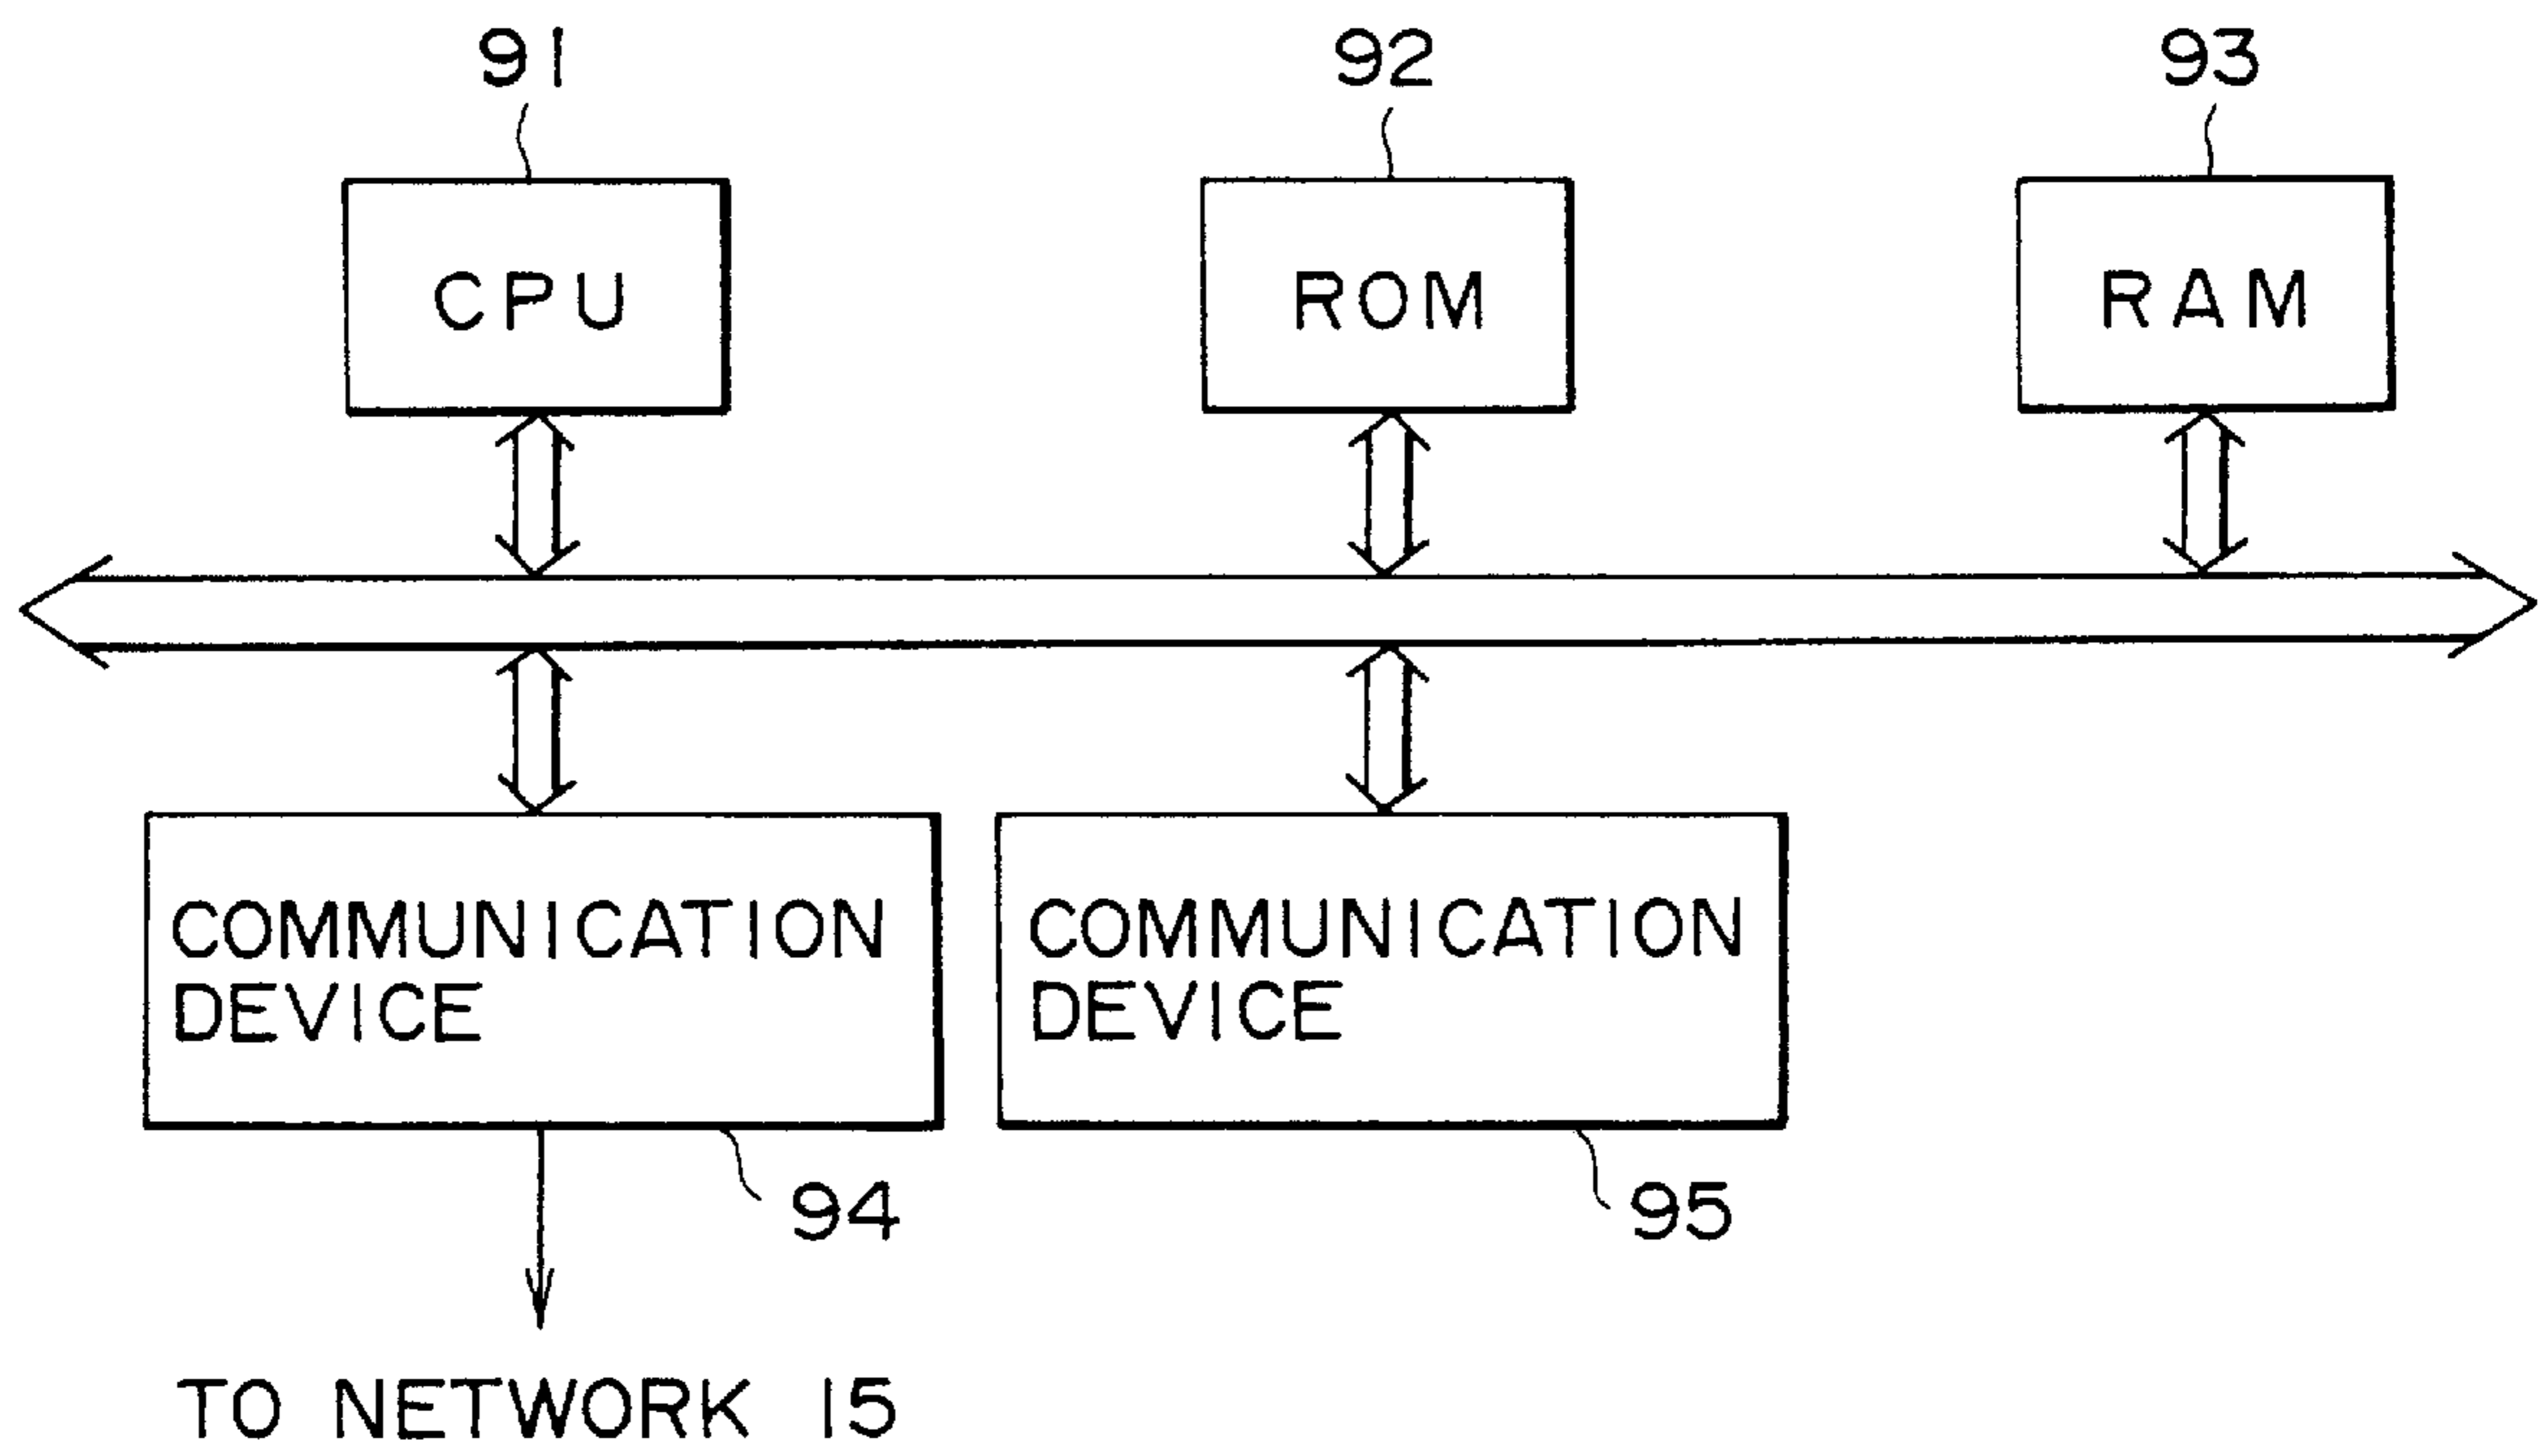 91
92
93
CPU
ROM
RAM
COMMUNICATION
DEVICE
COMMUNICATION
DEVICE
94
95
TO NETWORK 15